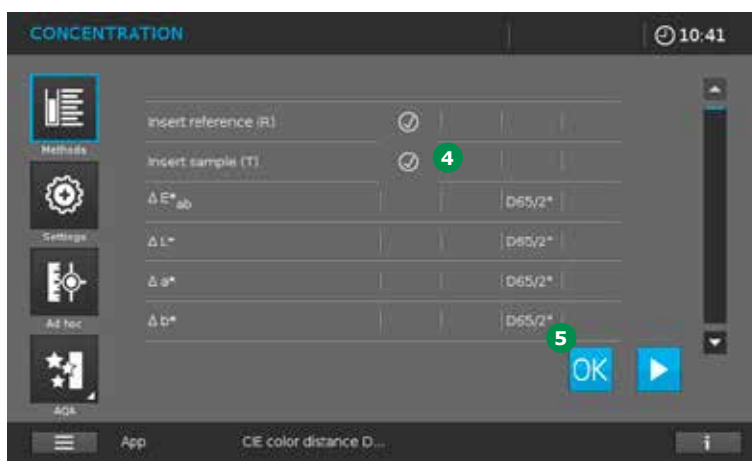 CONCENTRATION 10:41
Methods
Insert reference (R)
Insert sample (T) 4
Settings
Δ E*ab D65/2°
Δ L* D65/2°
Ad hoc
Δ a* D65/2°
Δ b* D65/2°
5
OK
AQA
App CIE color distance D...
i